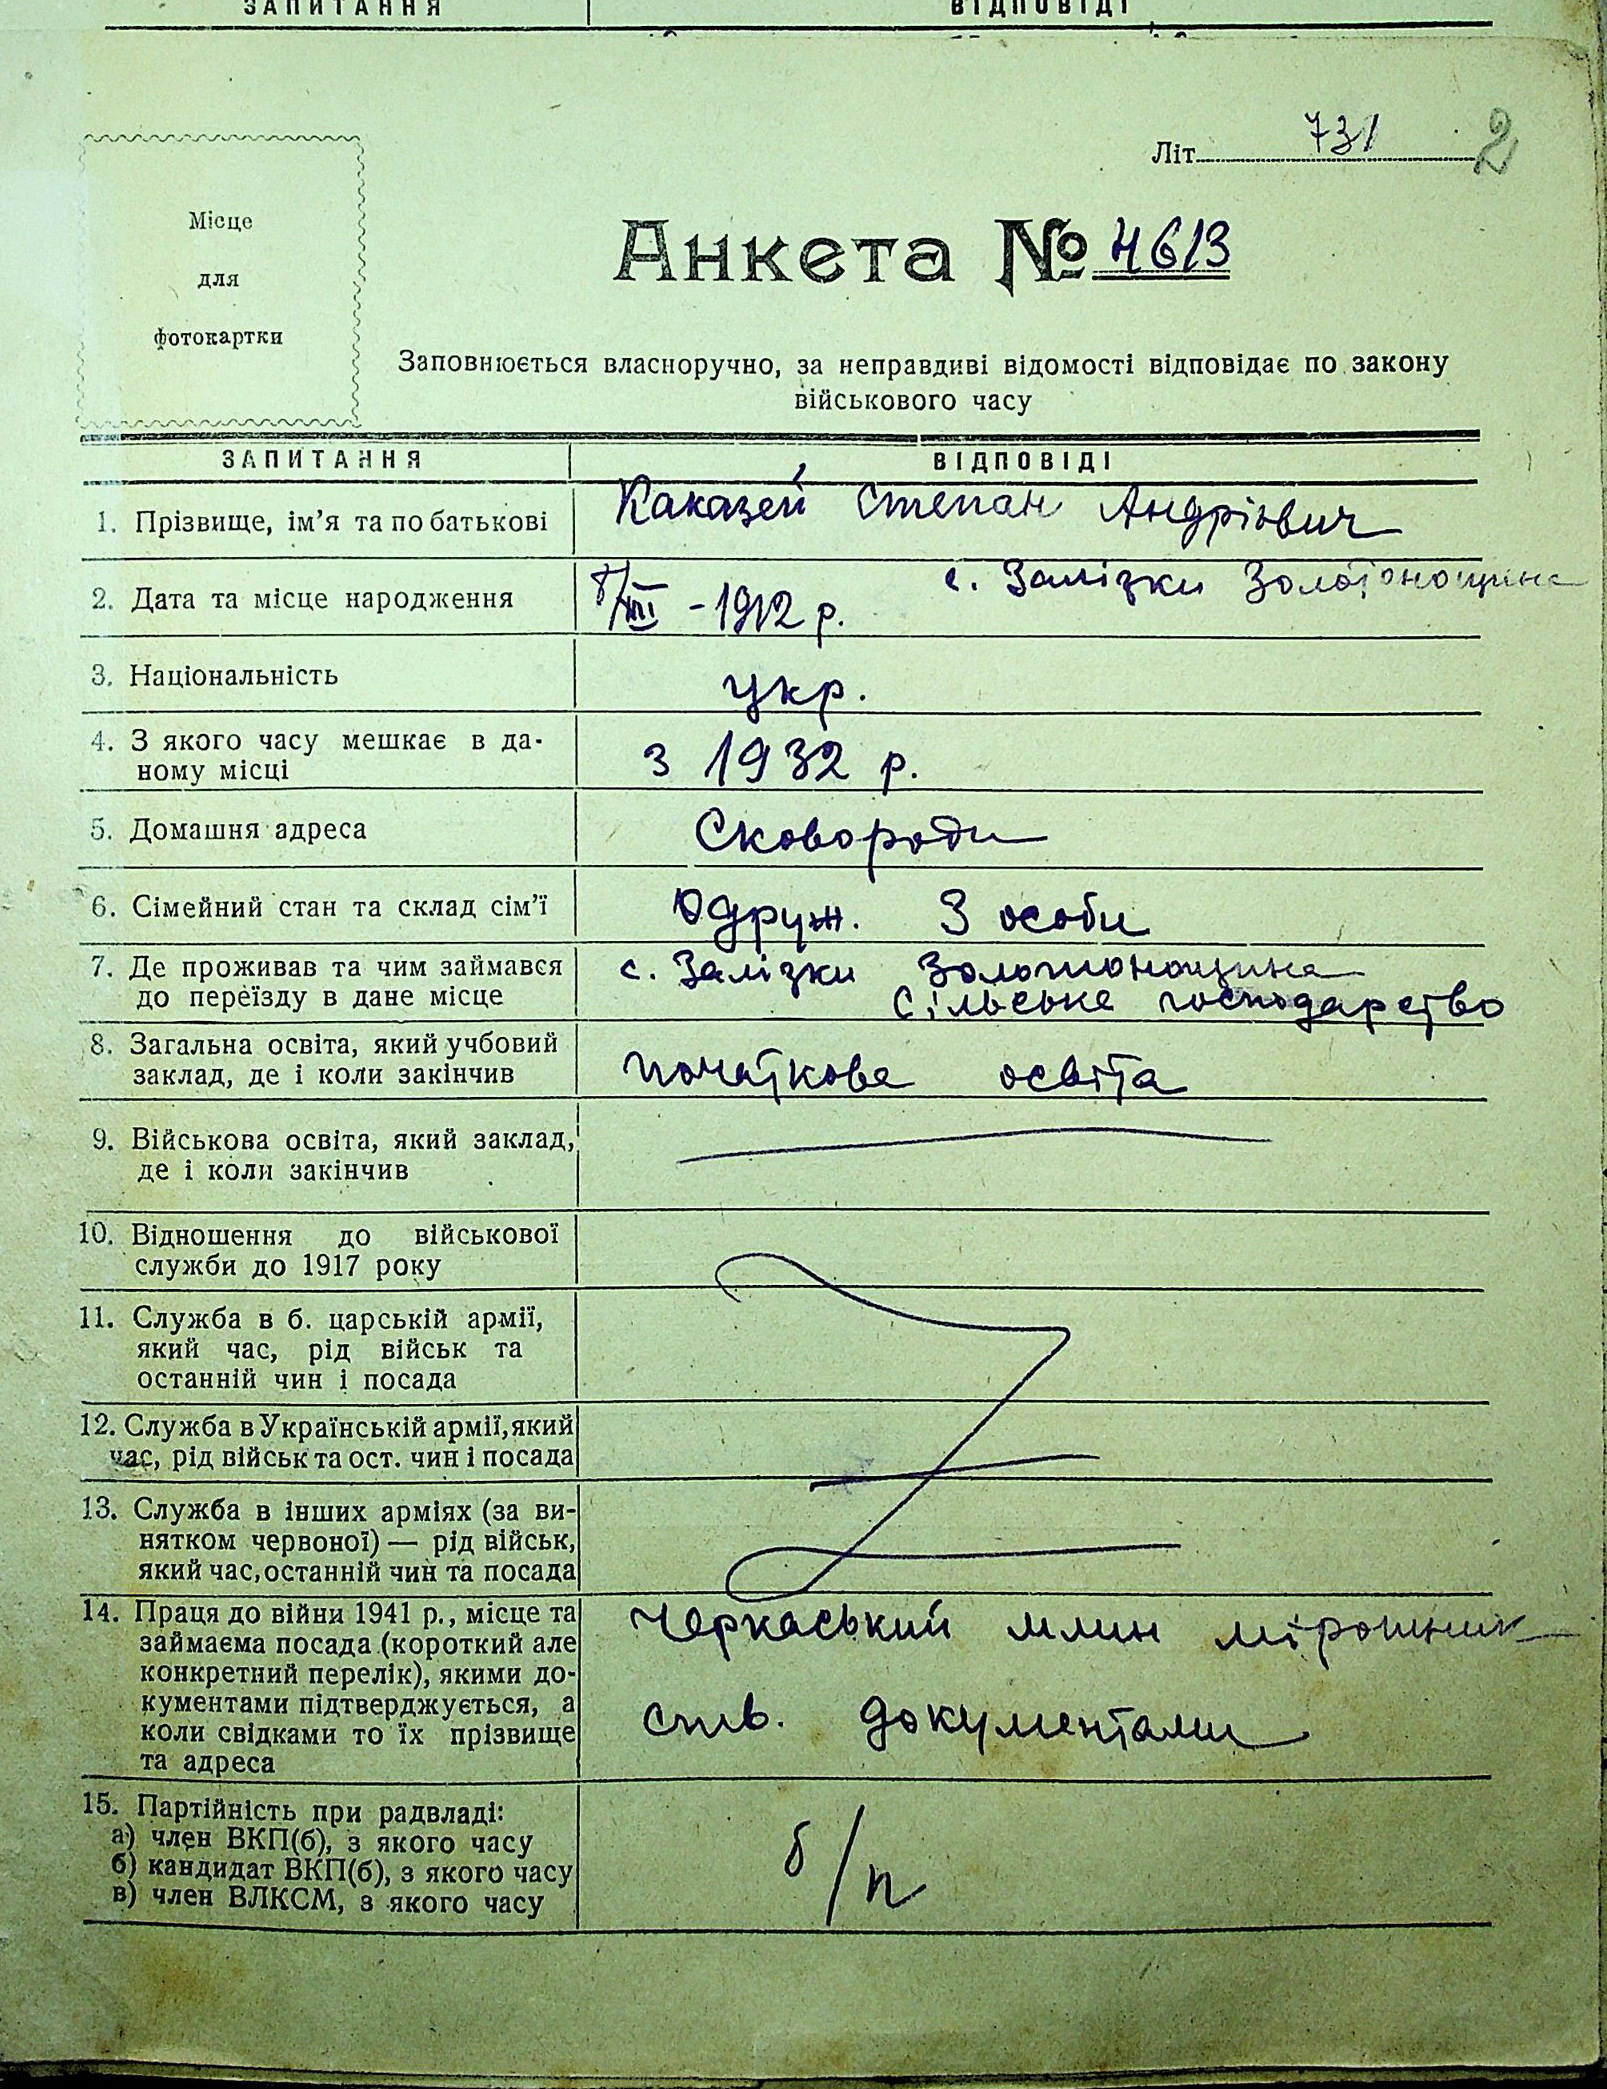 ЗАПИТАННЯ ВІДПОВІДІ
Літ. 731 2
Місце
для
фотокартки
Анкета № 4613
Заповнюється власноручно, за неправдиві відомості відповідає по закону
військового часу
ЗАПИТАННЯ ВІДПОВІДІ
1. Прізвище, ім'я та по батькові Каказей Степан Андрієвич
2. Дата та місце народження /XII -1912 р. с. Залізки Золотоношина
3. Національність укр.
4. З якого часу мешкає в да-
ному місці з 1932 р.
5. Домашня адреса Сковороди
6. Сімейний стан та склад сім'ї Одруж. 3 особи
7. Де проживав та чим займався с. Залізки Золотоношина
до переїзду в дане місце Сільське господарство
8. Загальна освіта, який учбовий
заклад, де і коли закінчив початкова освіта
9. Військова освіта, який заклад,
де і коли закінчив
10. Відношення до військової
служби до 1917 року
11. Служба в б. царській армії,
який час, рід військ та
останній чин і посада
12. Служба в Українській армії, який
час, рід військ та ост. чин і посада
13. Служба в інших арміях (за ви-
нятком червоної) — рід військ,
який час, останній чин та посада
14. Праця до війни 1941 р., місце та Черкаський млин мірошник
займаєма посада (короткий але
конкретний перелік), якими до-
кументами підтверджується, а
коли свідками то їх прізвище ств. документами
та адреса
15. Партійність при радвладі:
а) член ВКП(б), з якого часу
б) кандидат ВКП(б), з якого часу б/п
в) член ВЛКСМ, з якого часу